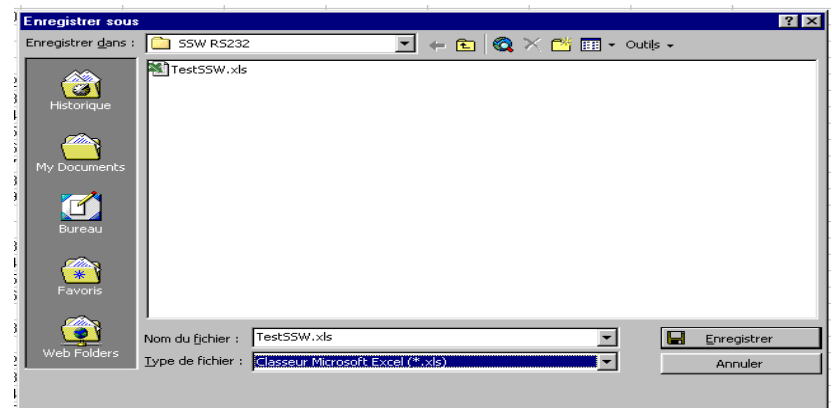 Enregistrer sous
Enregistrer dans : SSW RS232 Outils
TestSSW.xls
Historique
My Documents
Bureau
Favoris
Web Folders
Nom du fichier : TestSSW.xls Enregistrer
Type de fichier : Classeur Microsoft Excel (*.xls) Annuler